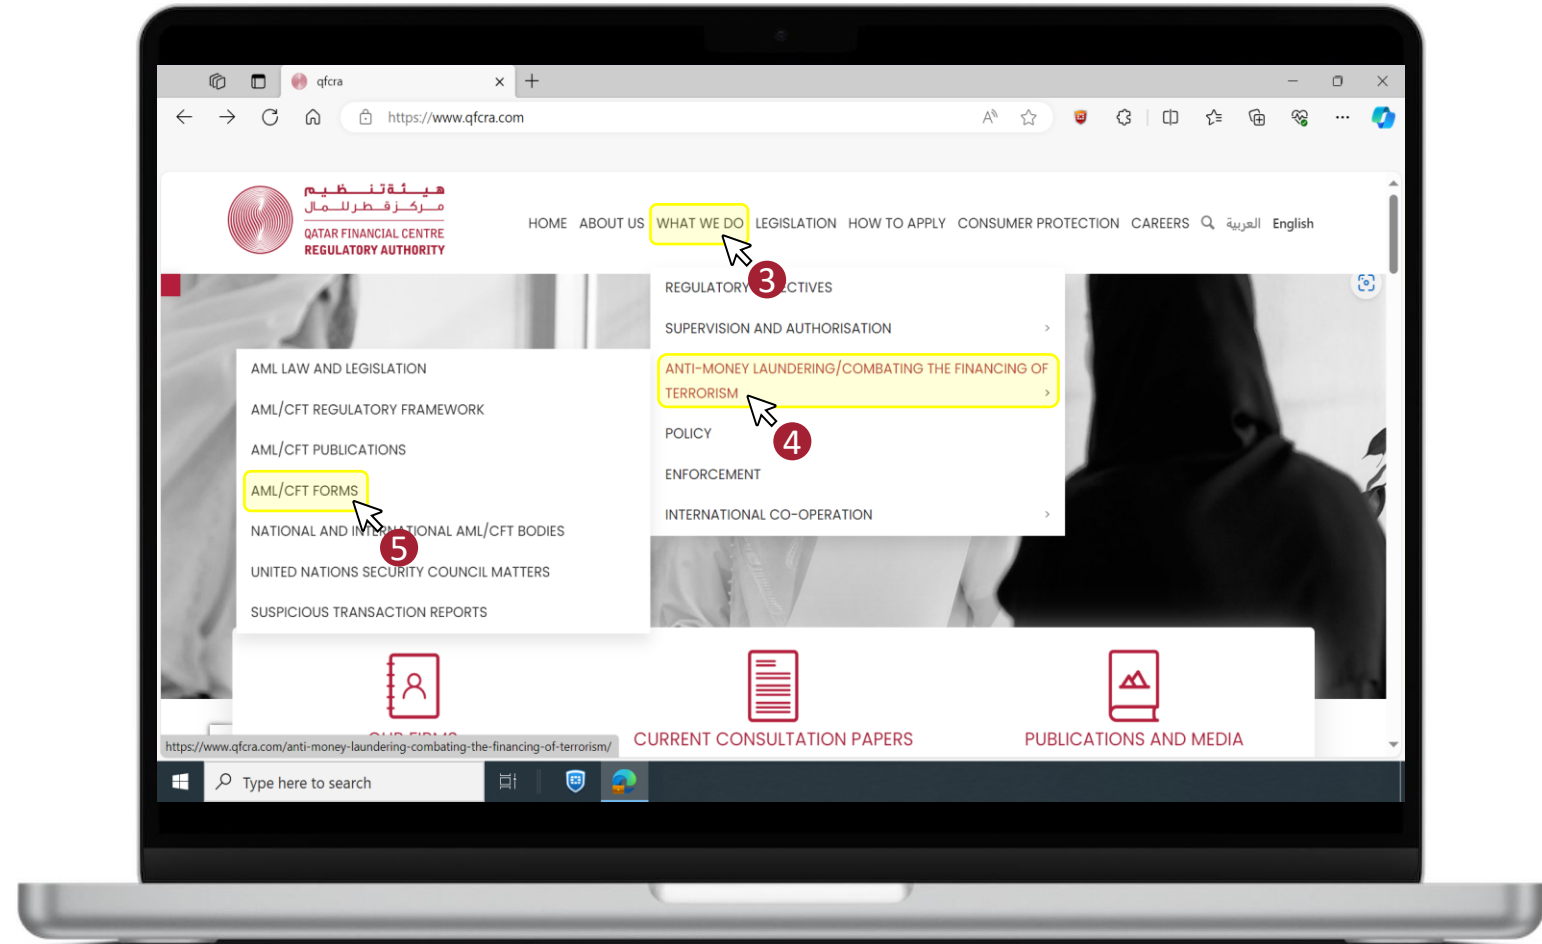 qfcra
https://www.qfcra.com
هيئة تنظيم
مركز قطر للمال
QATAR FINANCIAL CENTRE
REGULATORY AUTHORITY
HOME ABOUT US WHAT WE DO LEGISLATION HOW TO APPLY CONSUMER PROTECTION CAREERS العربية English
3
REGULATORY CTIVES
SUPERVISION AND AUTHORISATION
ANTI-MONEY LAUNDERING/COMBATING THE FINANCING OF
TERRORISM
4
POLICY
ENFORCEMENT
INTERNATIONAL CO-OPERATION
AML LAW AND LEGISLATION
AML/CFT REGULATORY FRAMEWORK
AML/CFT PUBLICATIONS
AML/CFT FORMS
NATIONAL AND INTERNATIONAL AML/CFT BODIES
5
UNITED NATIONS SECURITY COUNCIL MATTERS
SUSPICIOUS TRANSACTION REPORTS
OUR FIRMS
CURRENT CONSULTATION PAPERS
PUBLICATIONS AND MEDIA
https://www.qfcra.com/anti-money-laundering-combating-the-financing-of-terrorism/
Type here to search